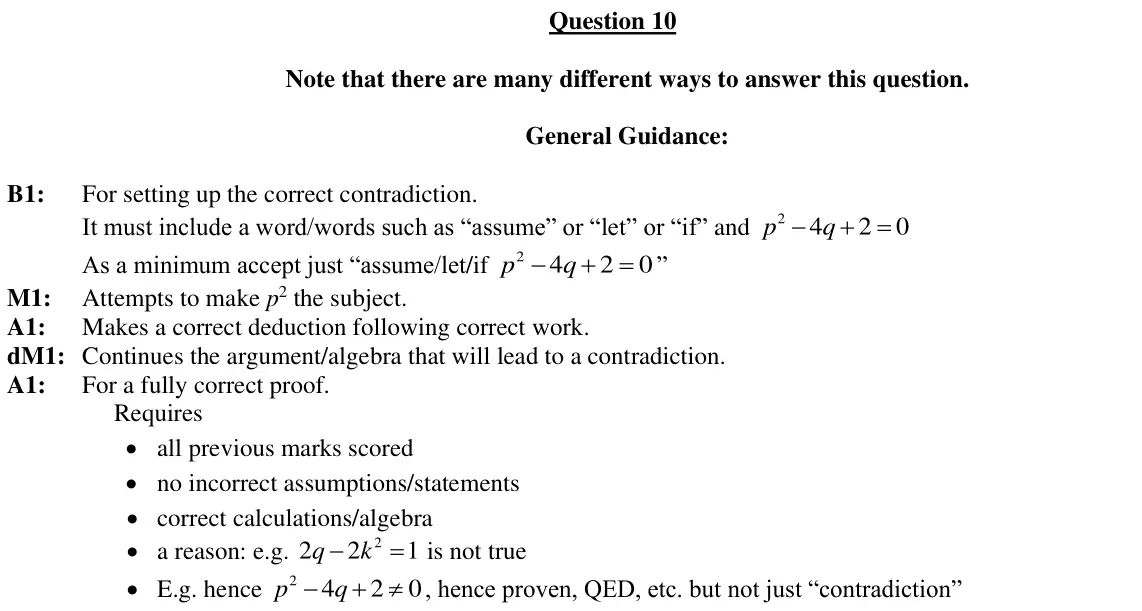 Question 10
Note that there are many different ways to answer this question.
General Guidance:
B1: For setting up the correct contradiction.
It must include a word/words such as “assume” or “let” or “if” and p² − 4q + 2 = 0
As a minimum accept just “assume/let/if p² − 4q + 2 = 0”
M1: Attempts to make p² the subject.
A1: Makes a correct deduction following correct work.
dM1: Continues the argument/algebra that will lead to a contradiction.
A1: For a fully correct proof.
Requires
• all previous marks scored
• no incorrect assumptions/statements
• correct calculations/algebra
• a reason: e.g. 2q − 2k² = 1 is not true
• E.g. hence p² − 4q + 2 ≠ 0, hence proven, QED, etc. but not just “contradiction”